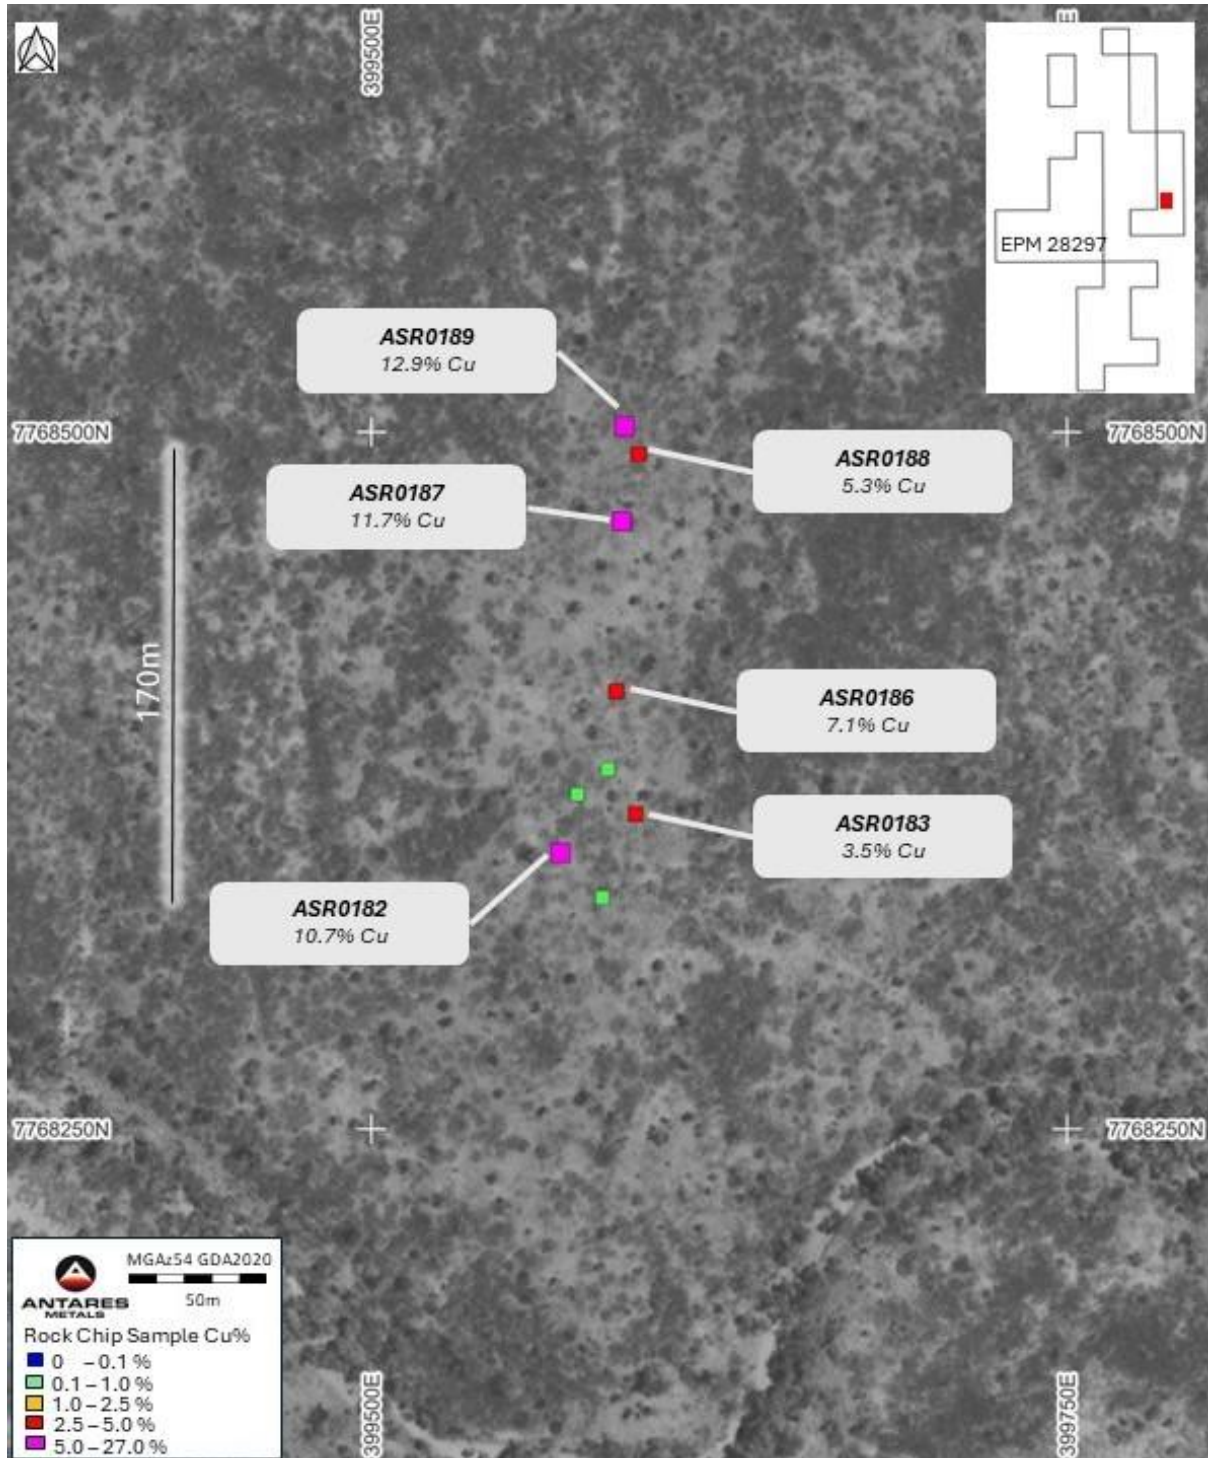 399500E
E
EPM 28297
ASR0189
12.9% Cu
7768500N
7768500N
ASR0188
5.3% Cu
ASR0187
11.7% Cu
170m
ASR0186
7.1% Cu
ASR0183
3.5% Cu
ASR0182
10.7% Cu
7768250N
7768250N
MGAz54 GDA2020
50m
ANTARES
METALS
Rock Chip Sample Cu%
0 – 0.1 %
0.1 – 1.0 %
1.0 – 2.5 %
2.5 – 5.0 %
5.0 – 27.0 %
399500E
399750E